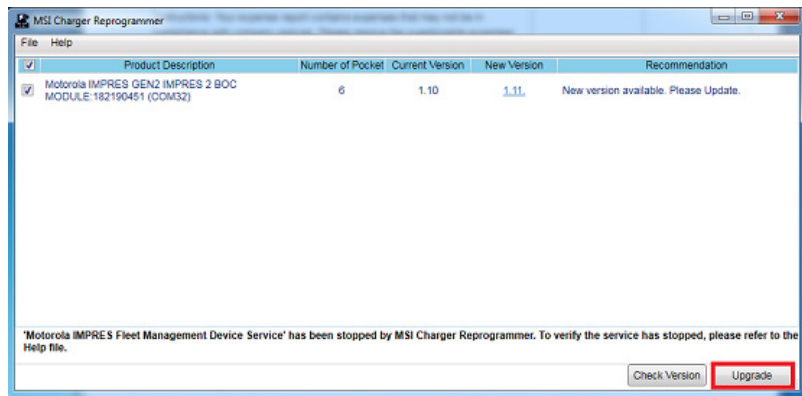 MSI Charger Reprogrammer
File Help
Product Description Number of Pocket Current Version New Version Recommendation
Motorola IMPRES GEN2 IMPRES 2 BOC
MODULE:182190451 (COM32) 6 1.10 1.11. New version available. Please Update.
'Motorola IMPRES Fleet Management Device Service' has been stopped by MSI Charger Reprogrammer. To verify the service has stopped, please refer to the
Help file.
Check Version Upgrade